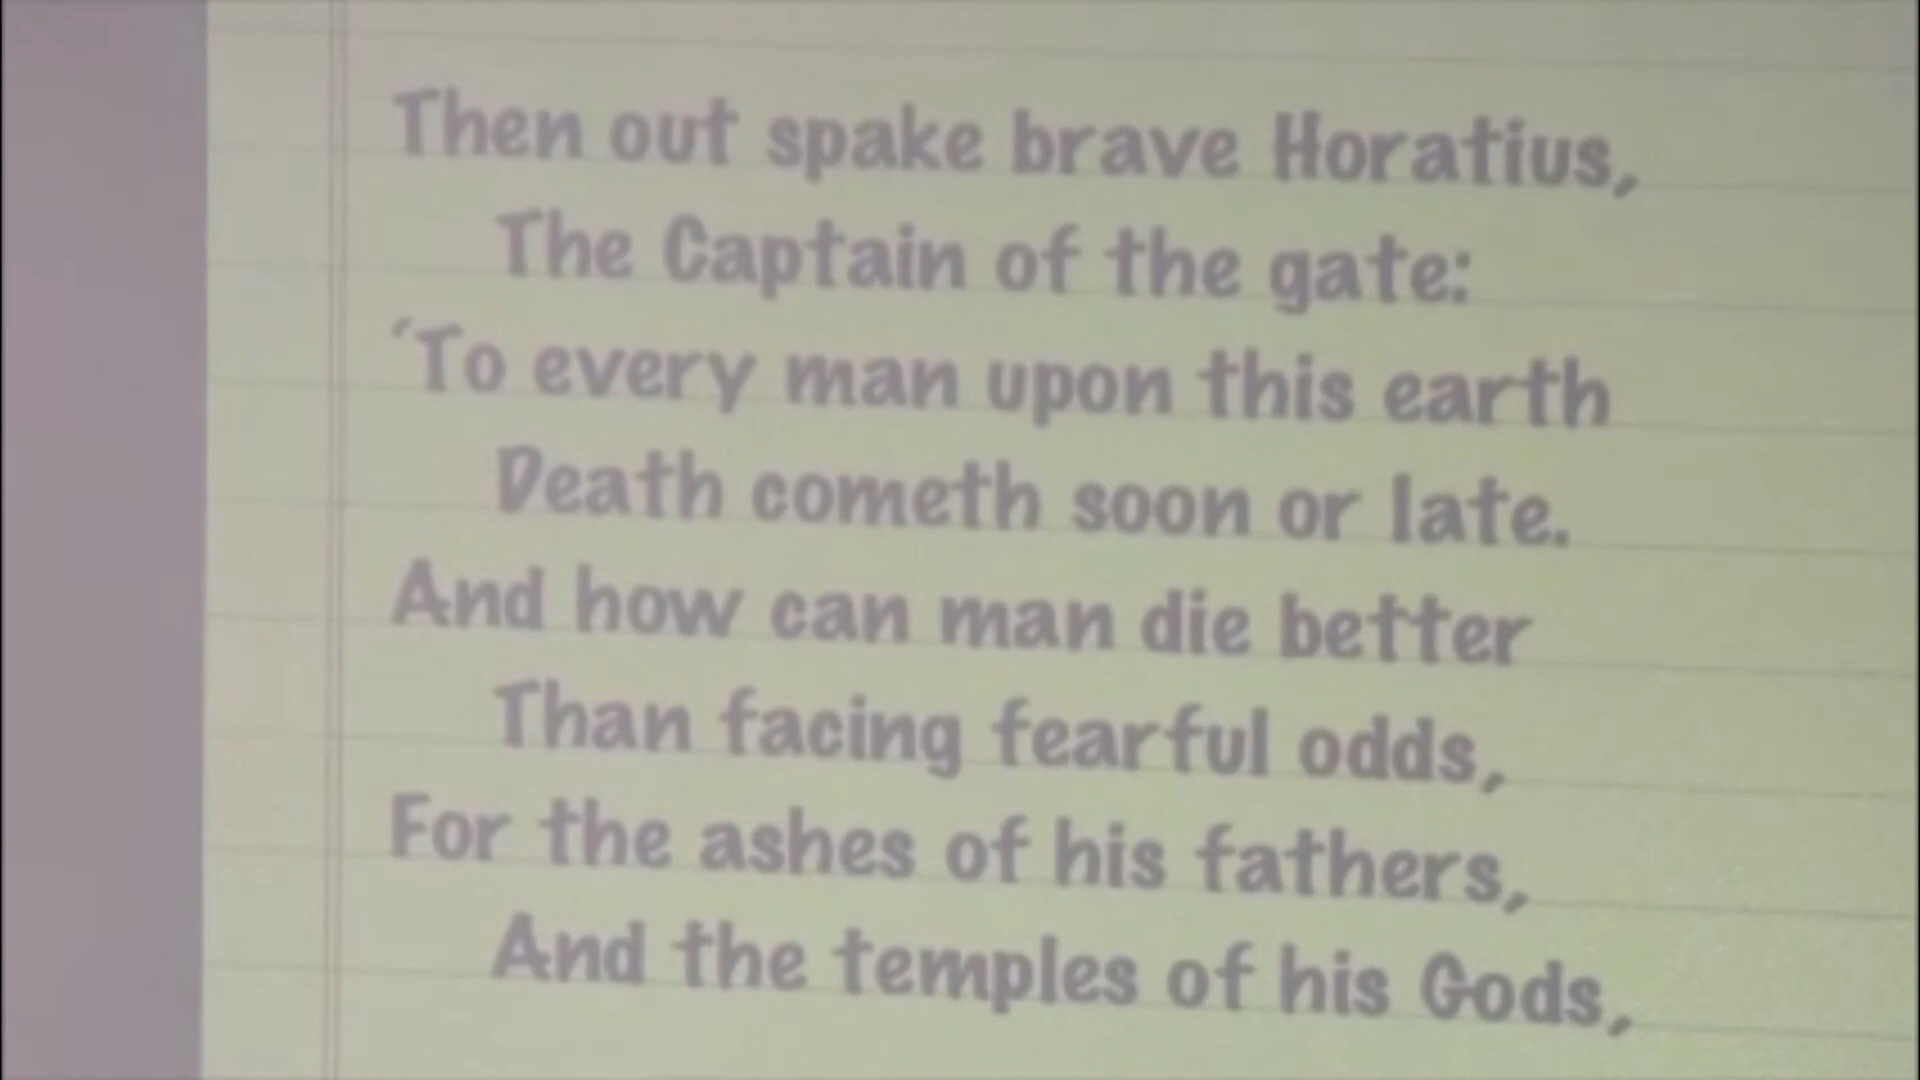 Then out spake brave Horatius,
The Captain of the gate:
‘To every man upon this earth
Death cometh soon or late.
And how can man die better
Than facing fearful odds,
For the ashes of his fathers,
And the temples of his Gods,